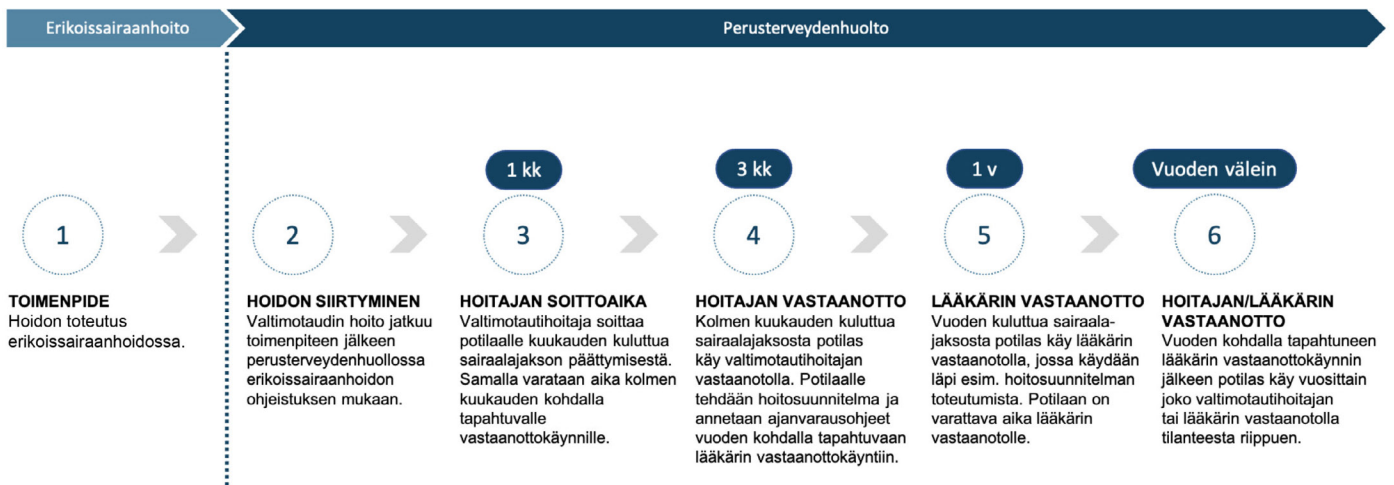 Erikoissairaanhoito
Perusterveydenhuolto
1
TOIMENPIDE
Hoidon toteutus
erikoissairaanhoidossa.
2
HOIDON SIIRTYMINEN
Valtimotaudin hoito jatkuu
toimenpiteen jälkeen
perusterveydenhuollossa
erikoissairaanhoidon
ohjeistuksen mukaan.
1 kk
3
HOITAJAN SOITTOAIKA
Valtimotautihoitaja soittaa
potilaalle kuukauden kuluttua
sairaalajakson päättymisestä.
Samalla varataan aika kolmen
kuukauden kohdalla
tapahtuvalle
vastaanottokäynnille.
3 kk
4
HOITAJAN VASTAANOTTO
Kolmen kuukauden kuluttua
sairaalajaksosta potilas
käy valtimotautihoitajan
vastaanotolla. Potilaalle
tehdään hoitosuunnitelma ja
annetaan ajanvarausohjeet
vuoden kohdalla tapahtuvaan
lääkärin vastaanottokäyntiin.
1 v
5
LÄÄKÄRIN VASTAANOTTO
Vuoden kuluttua sairaala-
jaksosta potilas käy lääkärin
vastaanotolla, jossa käydään
läpi esim. hoitosuunnitelman
toteutumista. Potilaan on
varattava aika lääkärin
vastaanotolle.
Vuoden välein
6
HOITAJAN/LÄÄKÄRIN
VASTAANOTTO
Vuoden kohdalla tapahtuneen
lääkärin vastaanottokäynnin
jälkeen potilas käy vuosittain
joko valtimotautihoitajan
tai lääkärin vastaanotolla
tilanteesta riippuen.